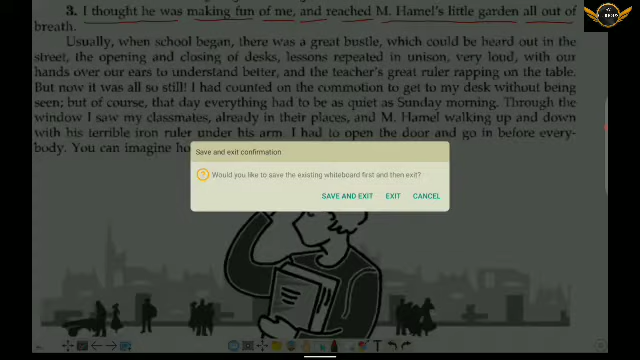 3. I thought he was making fun of me, and reached M. Hamel's little garden all out of
breath.
Usually, when school began, there was a great bustle, which could be heard out in the
street, the opening and closing of desks, lessons repeated in unison, very loud, with our
hands over our ears to understand better, and the teacher's great ruler rapping on the table.
But now it was all so still! I had counted on the commotion to get to my desk without being
seen; but of course, that day everything had to be as quiet as Sunday morning. Through the
window I saw my classmates, already in their places, and M. Hamel walking up and down
with his terrible iron ruler under his arm. I had to open the door and go in before every-
body. You can imagine ho
Save and exit confirmation
Would you like to save the existing whiteboard first and then exit?
SAVE AND EXIT EXIT CANCEL